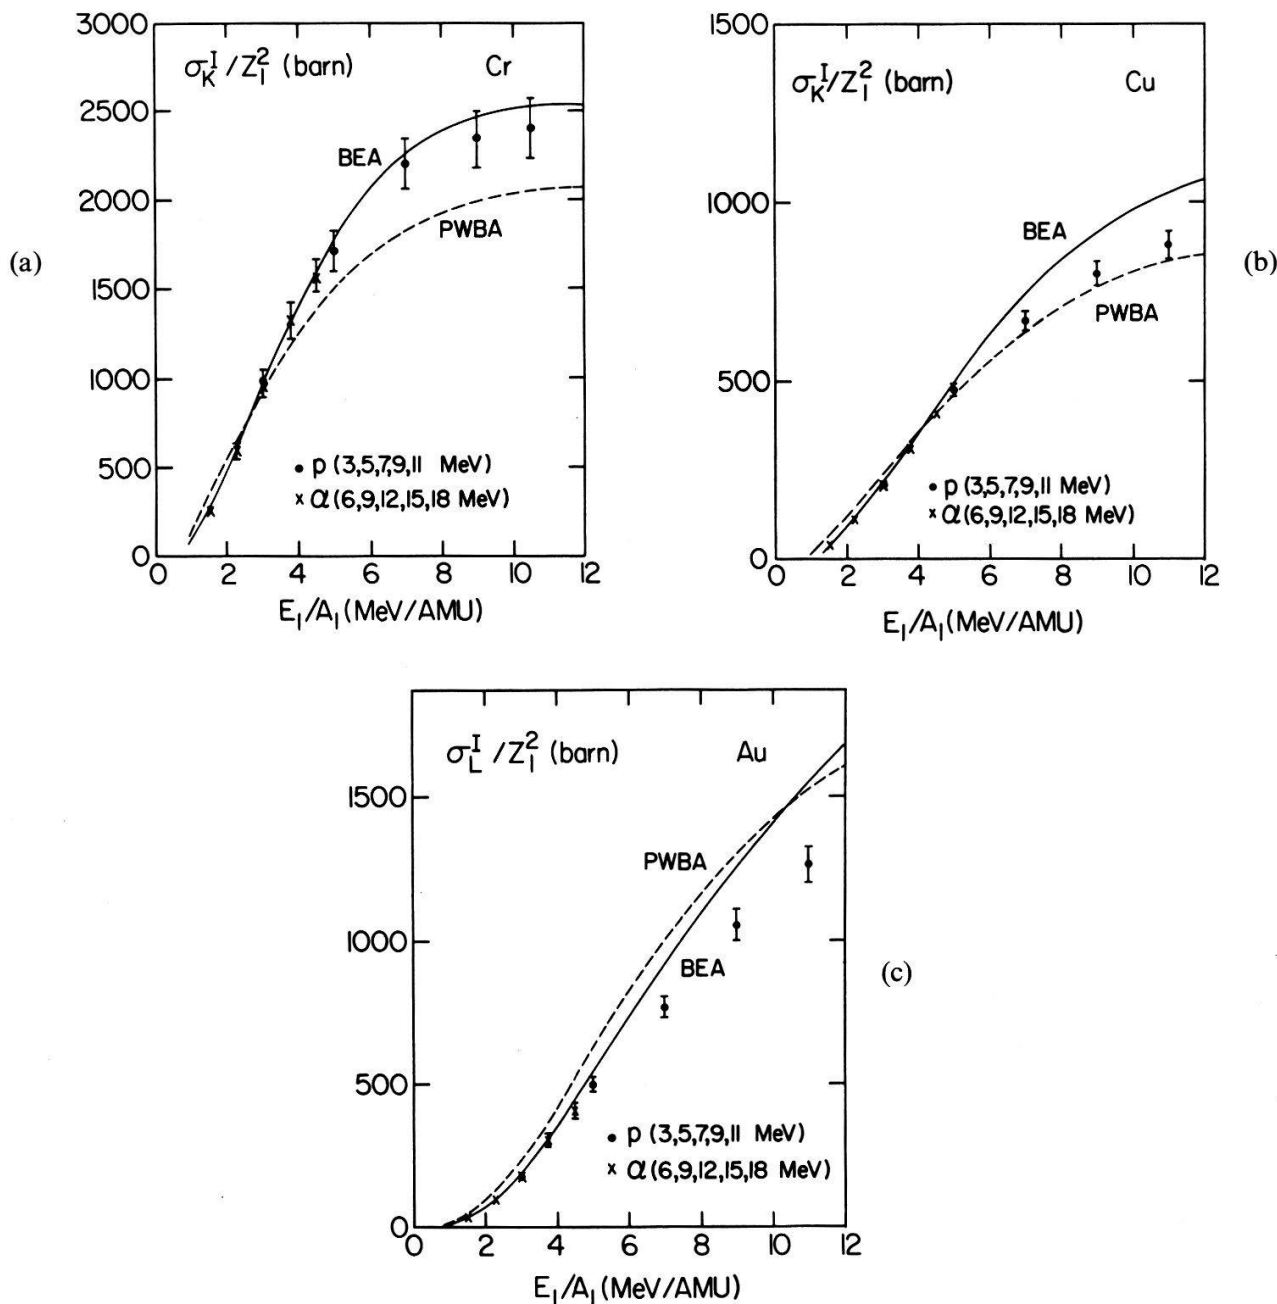 (a)
3000
2500
2000
1500
1000
500
0
σ_K^I/Z_1^2 (barn) Cr
BEA
PWBA
• p (3,5,7,9,11 MeV)
x α (6,9,12,15,18 MeV)
0 2 4 6 8 10 12
E_1/A_1 (MeV/AMU)
1500
1000
500
0
σ_K^I/Z_1^2 (barn) Cu
BEA
PWBA
• p (3,5,7,9,11 MeV)
x α (6,9,12,15,18 MeV)
0 2 4 6 8 10 12
E_1/A_1 (MeV/AMU)
(b)
1500
1000
500
0
σ_L^I/Z_1^2 (barn) Au
PWBA
BEA
• p (3,5,7,9,11 MeV)
x α (6,9,12,15,18 MeV)
0 2 4 6 8 10 12
E_1/A_1 (MeV/AMU)
(c)